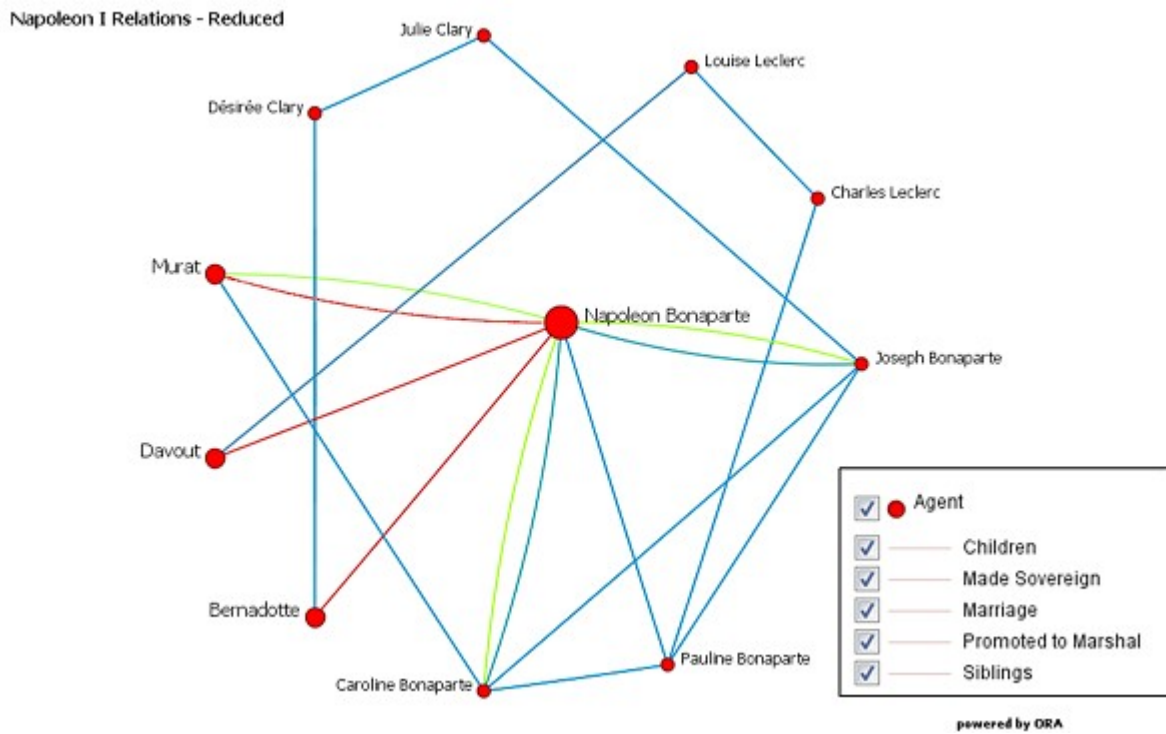 Napoleon I Relations - Reduced
Julie Clary
Louise Leclerc
Désirée Clary
Charles Leclerc
Murat
Napoleon Bonaparte
Joseph Bonaparte
Davout
Bernadotte
Caroline Bonaparte
Pauline Bonaparte
Agent
Children
Made Sovereign
Marriage
Promoted to Marshal
Siblings
powered by ORA